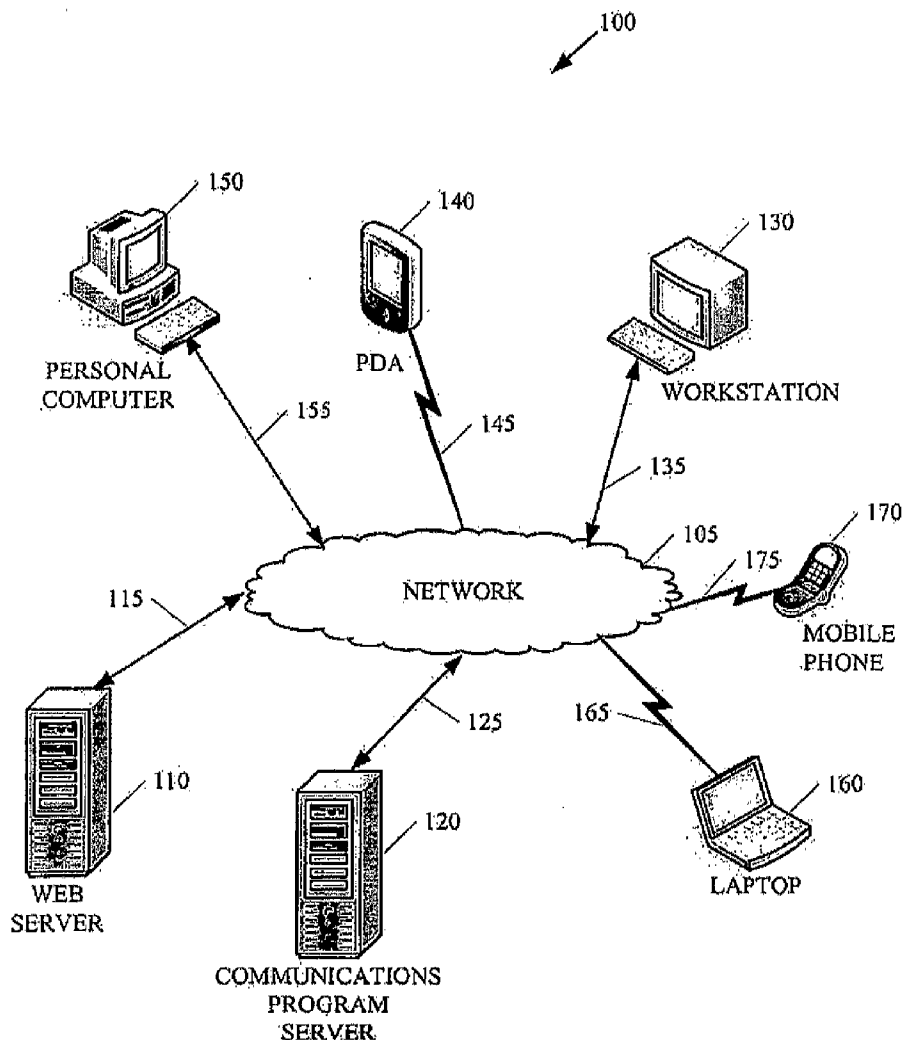 100
150
140
130
PERSONAL
COMPUTER
PDA
WORKSTATION
155
145
135
170
105
175
NETWORK
MOBILE
PHONE
115
125
165
110
120
160
WEB
SERVER
LAPTOP
COMMUNICATIONS
PROGRAM
SERVER